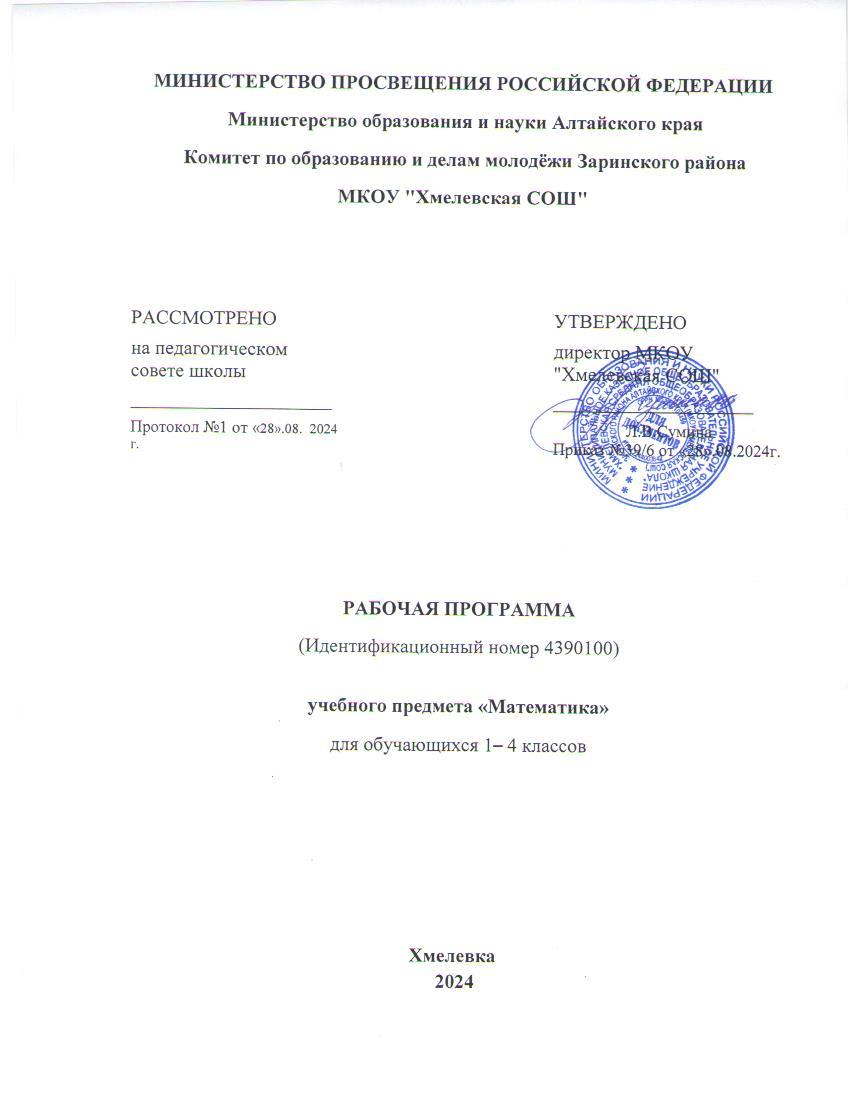 МИНИСТЕРСТВО ПРОСВЕЩЕНИЯ РОССИЙСКОЙ ФЕДЕРАЦИИ
Министерство образования и науки Алтайского края
Комитет по образованию и делам молодёжи Заринского района
МКОУ "Хмелевская СОШ"
РАССМОТРЕНО
на педагогическом
совете школы
Протокол №1 от «28».08. 2024
г.
УТВЕРЖДЕНО
директор МКОУ
"Хмелевская СОШ"
Л.В.Сумина
Приказ №39/6 от «28».08.2024г.
ДЛЯ
ДОКУМЕНТОВ
РАБОЧАЯ ПРОГРАММА
(Идентификационный номер 4390100)
учебного предмета «Математика»
для обучающихся 1– 4 классов
Хмелевка
2024